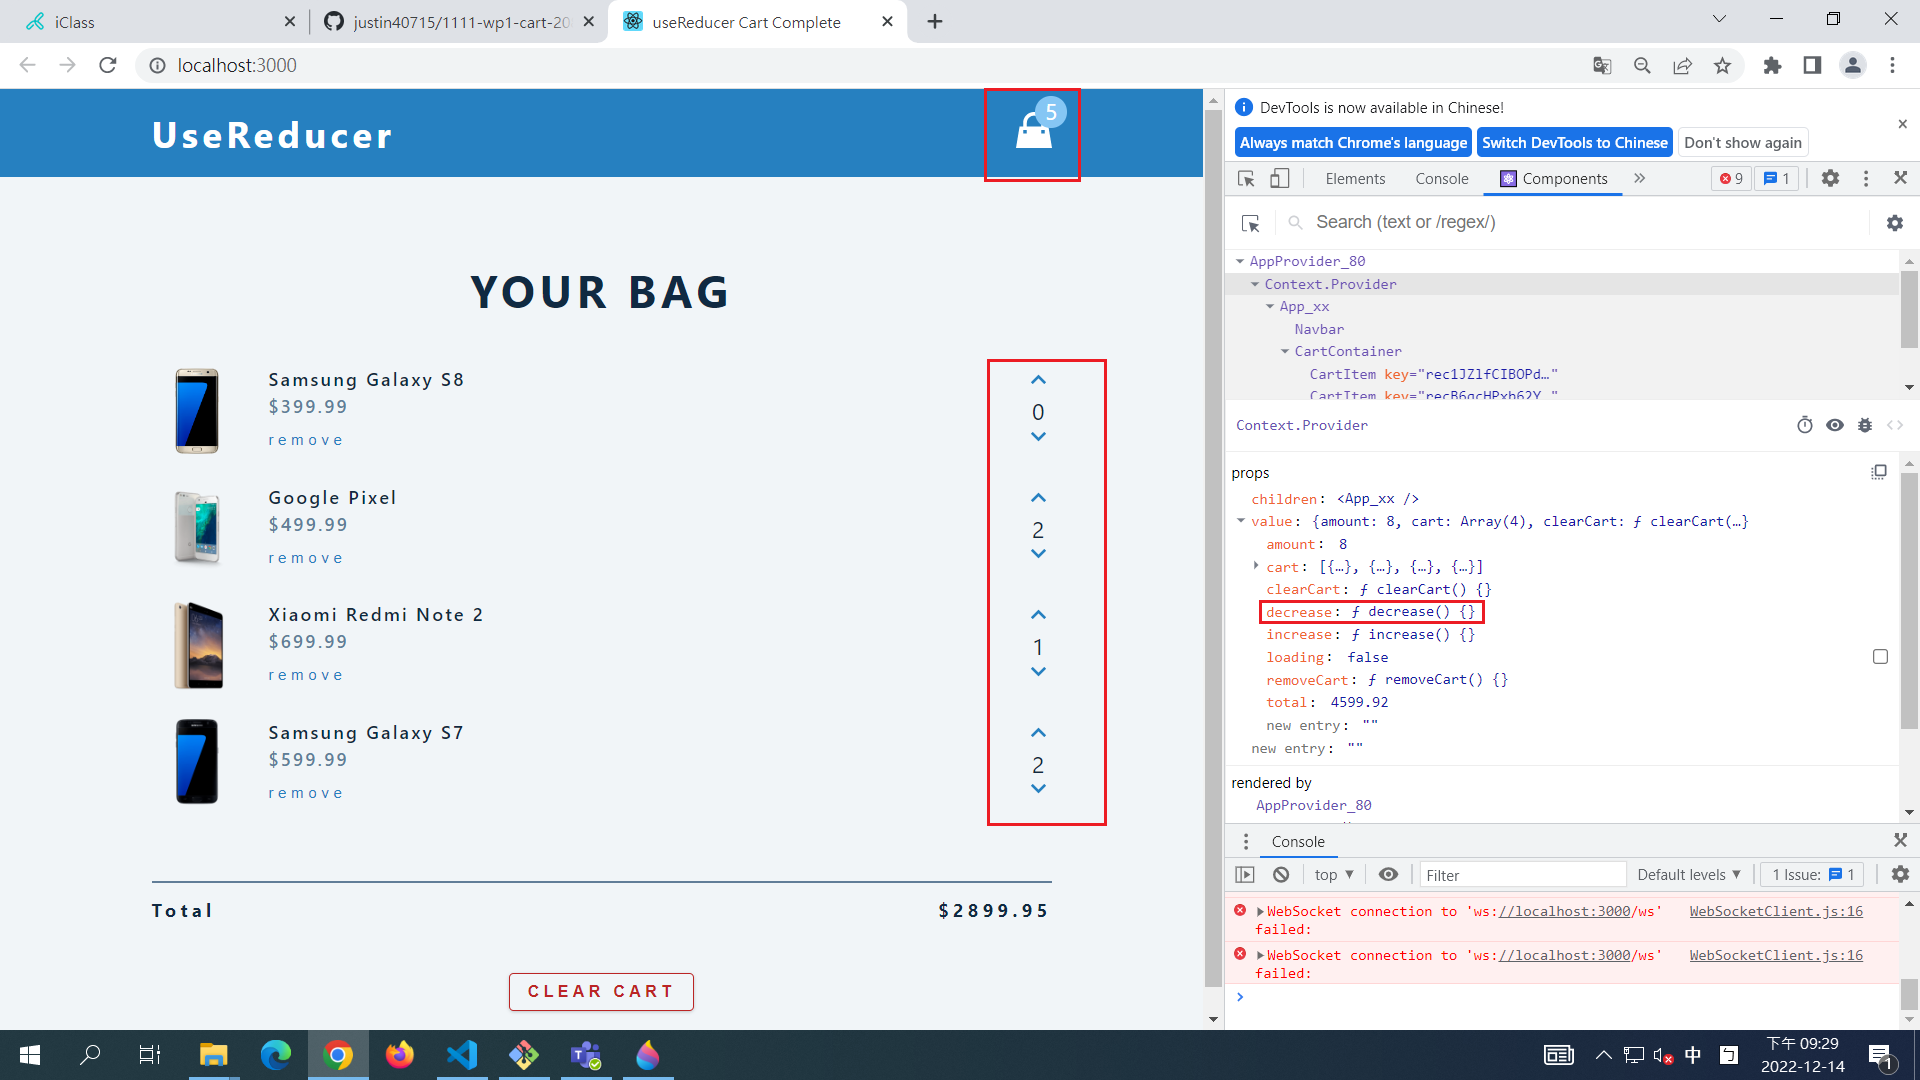 iClass
justin40715/1111-wp1-cart-20
useReducer Cart Complete
localhost:3000
UseReducer
5
YOUR BAG
Samsung Galaxy S8
$399.99
remove
0
Google Pixel
$499.99
remove
2
Xiaomi Redmi Note 2
$699.99
remove
1
Samsung Galaxy S7
$599.99
remove
2
Total
$2899.95
CLEAR CART
DevTools is now available in Chinese!
Always match Chrome's language
Switch DevTools to Chinese
Don't show again
Elements
Console
Components
9
1
Search (text or /regex/)
AppProvider_80
Context.Provider
App_xx
Navbar
CartContainer
CartItem key="rec1JZlfCIBOPd…"
CartItem key="recB6qcHPxb62Y…"
Context.Provider
props
children: <App_xx />
value: {amount: 8, cart: Array(4), clearCart: ƒ clearCart(…}
amount: 8
cart: [{…}, {…}, {…}, {…}]
clearCart: ƒ clearCart() {}
decrease: ƒ decrease() {}
increase: ƒ increase() {}
loading: false
removeCart: ƒ removeCart() {}
total: 4599.92
new entry: ""
new entry: ""
rendered by
AppProvider_80
Console
top
Filter
Default levels
1 Issue:
1
WebSocket connection to 'ws://localhost:3000/ws' failed:
WebSocketClient.js:16
WebSocket connection to 'ws://localhost:3000/ws' failed:
WebSocketClient.js:16
中
下午 09:29
2022-12-14
1